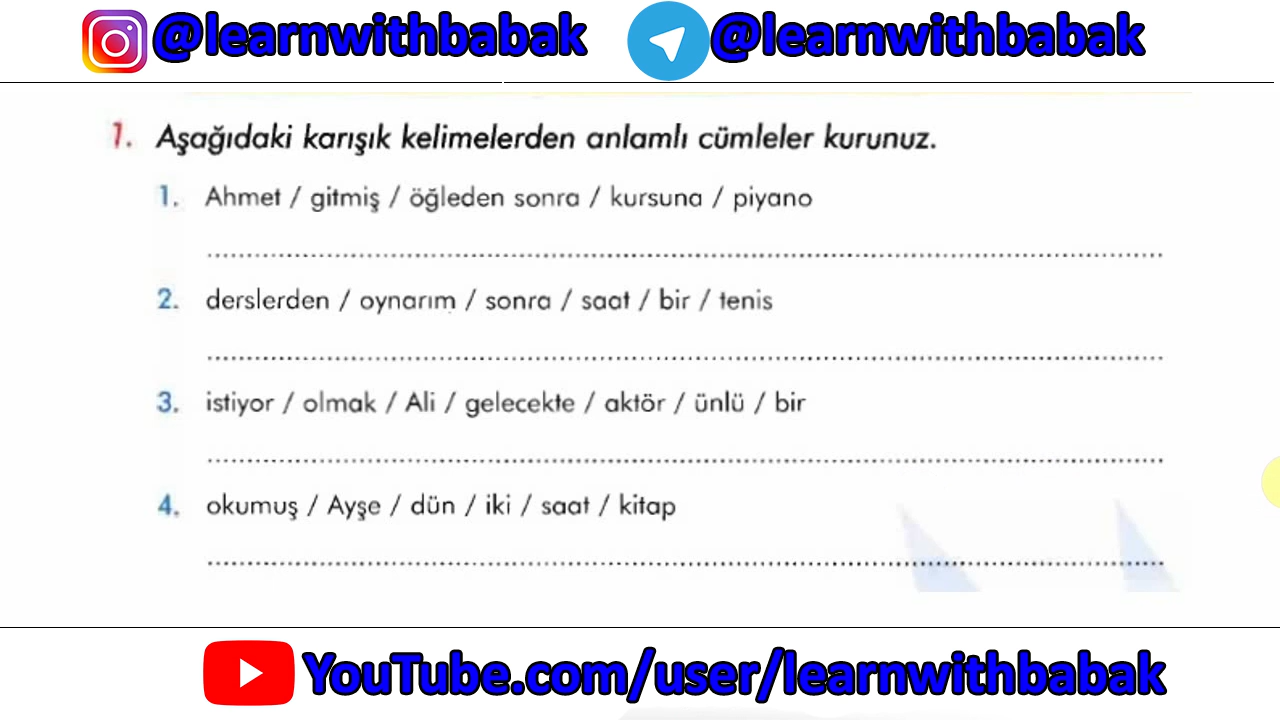 @learnwithbabak @learnwithbabak
1. Aşağıdaki karışık kelimelerden anlamlı cümleler kurunuz.
1. Ahmet / gitmiş / öğleden sonra / kursuna / piyano
2. derslerden / oynarım / sonra / saat / bir / tenis
3. istiyor / olmak / Ali / gelecekte / aktör / ünlü / bir
4. okumuş / Ayşe / dün / iki / saat / kitap
YouTube.com/user/learnwithbabak